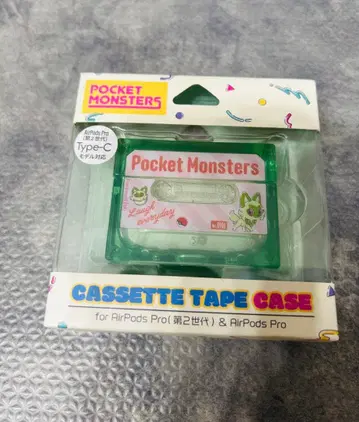 POCKET
MONSTERS
AirPods Pro
(第2世代)
Type-C
モデル対応
Pocket Monsters
Laugh
everyday
CASSETTE TAPE CASE
for AirPods Pro(第2世代) & AirPods Pro